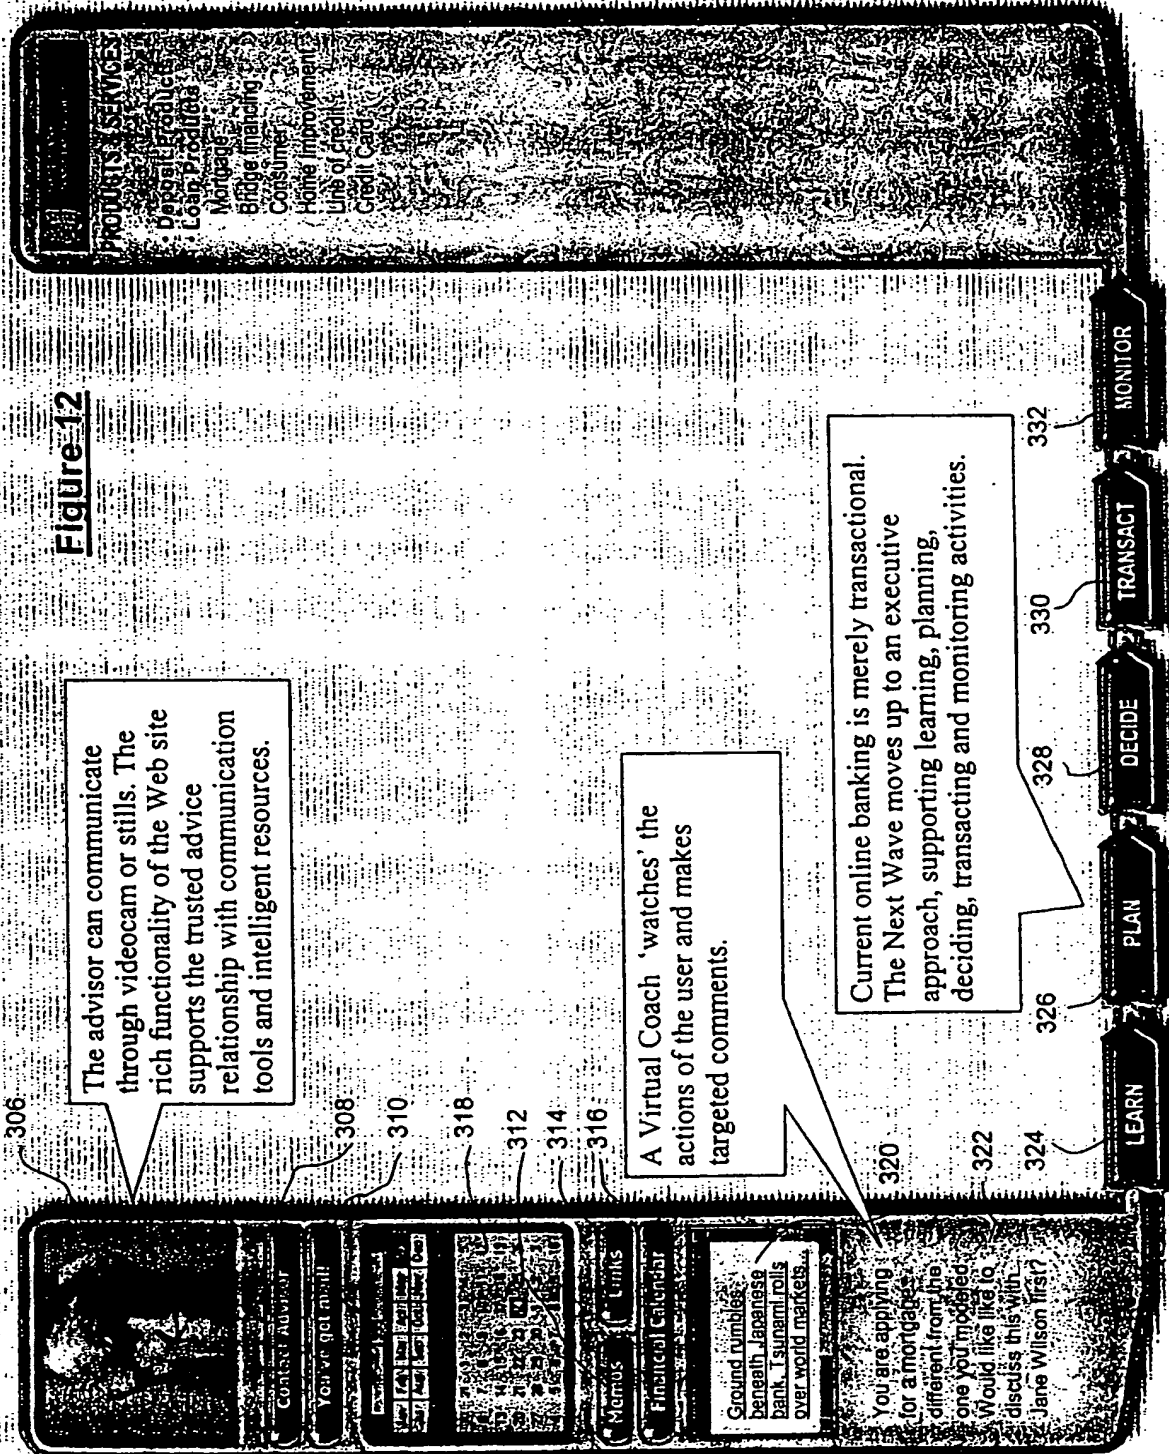 Figure 12
306
The advisor can communicate
through videocam or stills. The
rich functionality of the Web site
supports the trusted advice
relationship with communication
tools and intelligent resources.
Contact Advisor
308
You've got mail!
310
318
312
314
316
Menus
Links
Financial Calendar
A Virtual Coach ‘watches’ the
actions of the user and makes
targeted comments.
Ground rumbles
beneath Japanese
bank. Tsunami rolls
over world markets.
320
You are applying
for a mortgage
different from the
one you modeled.
Would like like to
discuss this with
Jane Wilson first?
322
Current online banking is merely transactional.
The Next Wave moves up to an executive
approach, supporting learning, planning,
deciding, transacting and monitoring activities.
324
326
328
330
332
LEARN
PLAN
DECIDE
TRANSACT
MONITOR
PRODUCTS & SERVICES
• Deposit Products
• Loan Products
Mortgage
Bridge financing
Consumer
Home Improvement
Line of credit
Credit Card